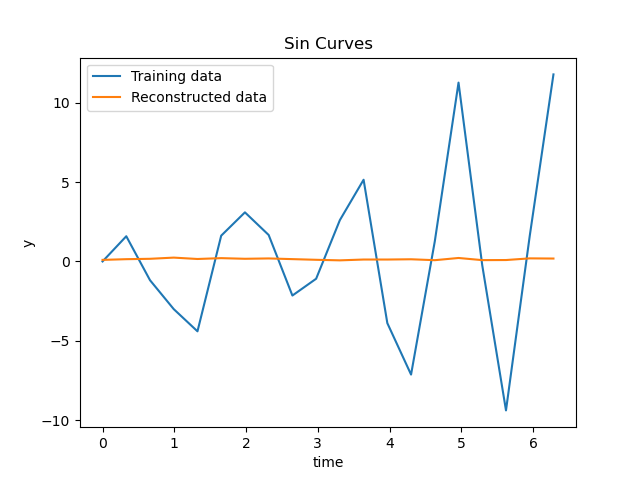 Sin Curves
Training data
Reconstructed data
10
5
0
−5
−10
y
0 1 2 3 4 5 6
time